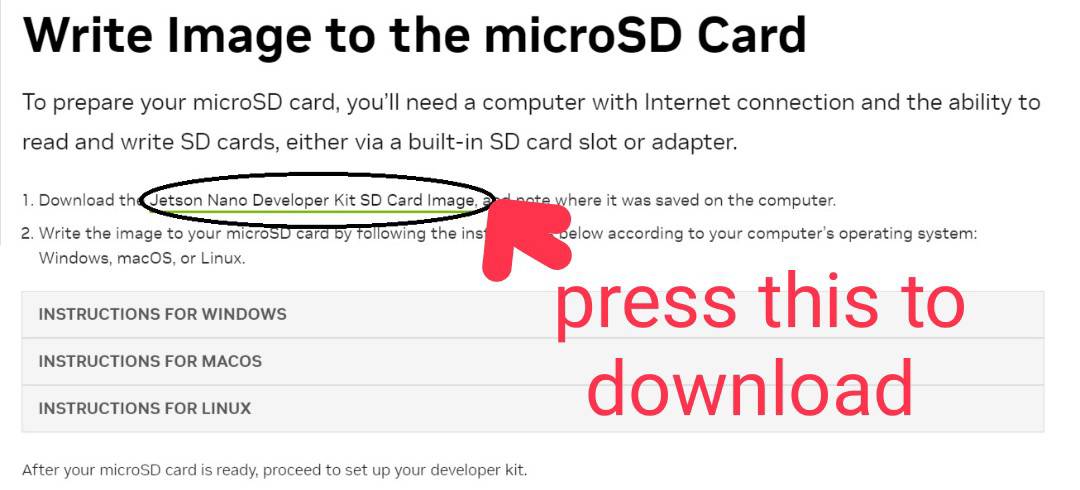 Write Image to the microSD Card
To prepare your microSD card, you'll need a computer with Internet connection and the ability to
read and write SD cards, either via a built-in SD card slot or adapter.
1. Download the Jetson Nano Developer Kit SD Card Image, and note where it was saved on the computer.
2. Write the image to your microSD card by following the below according to your computer's operating system:
Windows, macOS, or Linux.
press this to
download
INSTRUCTIONS FOR WINDOWS
INSTRUCTIONS FOR MACOS
INSTRUCTIONS FOR LINUX
After your microSD card is ready, proceed to set up your developer kit.